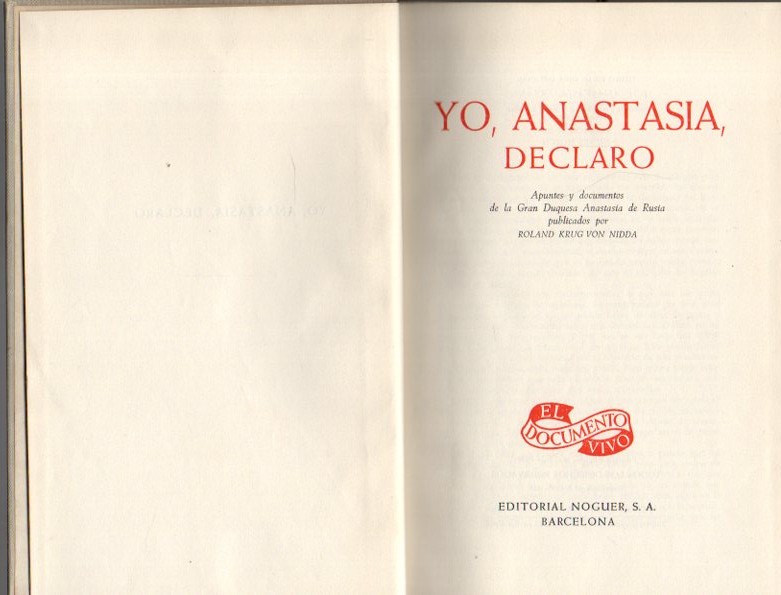 YO, ANASTASIA,
DECLARO
Apuntes y documentos
de la Gran Duquesa Anastasia de Rusia
publicados por
ROLAND KRUG VON NIDDA
EL
DOCUMENTO
VIVO
EDITORIAL NOGUER, S. A.
BARCELONA